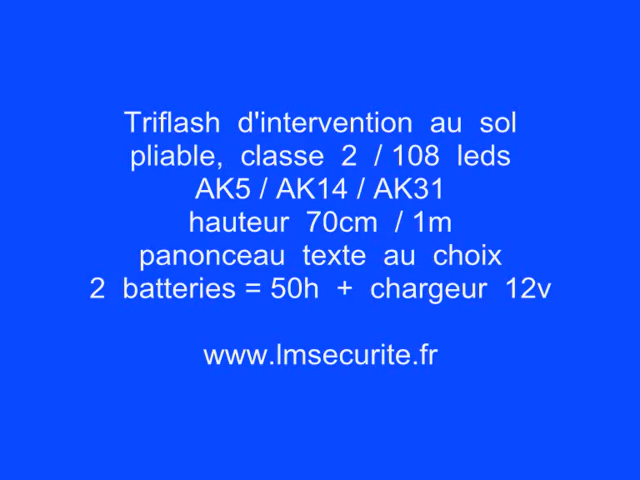 Triflash d'intervention au sol
pliable, classe 2 / 108 leds
AK5 / AK14 / AK31
hauteur 70cm / 1m
panonceau texte au choix
2 batteries = 50h + chargeur 12v
www.lmsecurite.fr